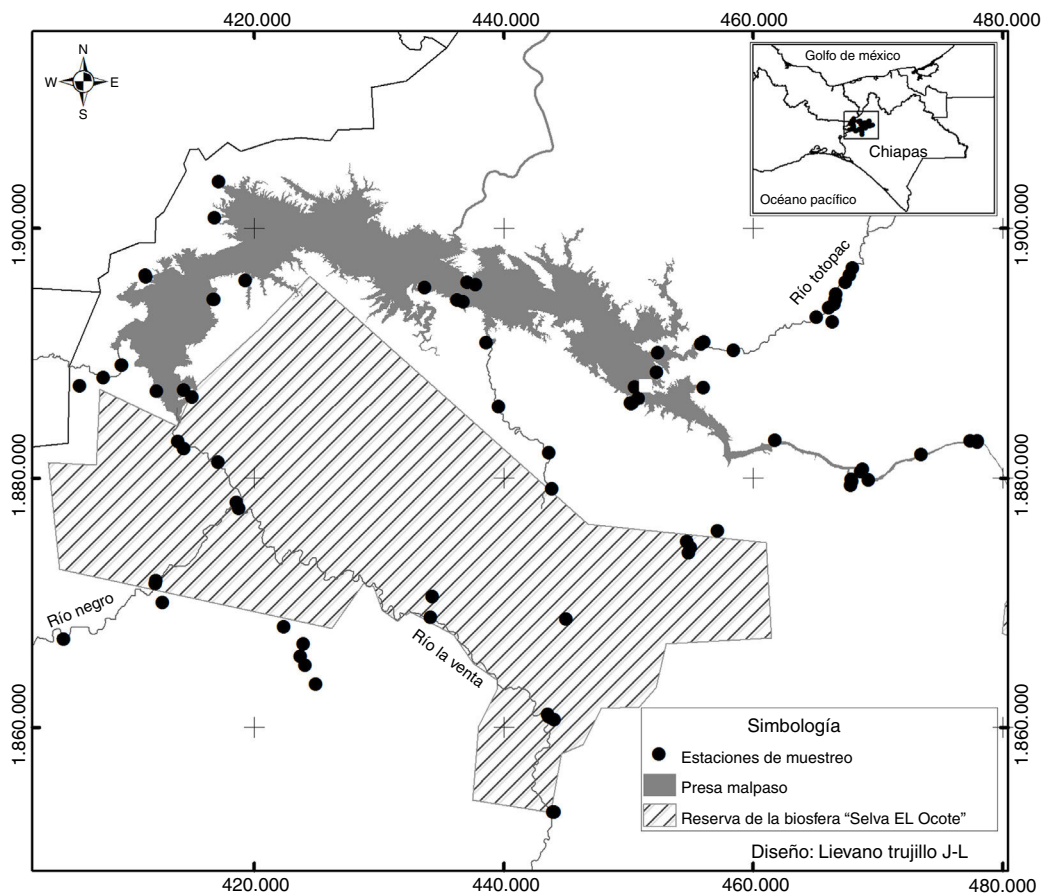 420.000
440.000
460.000
480.000
N
W
E
S
Golfo de méxico
Chiapas
Océano pacífico
1.900.000
1.900.000
Río totopac
1.880.000
1.880.000
Río negro
Río la venta
1.860.000
1.860.000
Simbología
Estaciones de muestreo
Presa malpaso
Reserva de la biosfera “Selva EL Ocote”
Diseño: Lievano trujillo J-L
420.000
440.000
460.000
480.000